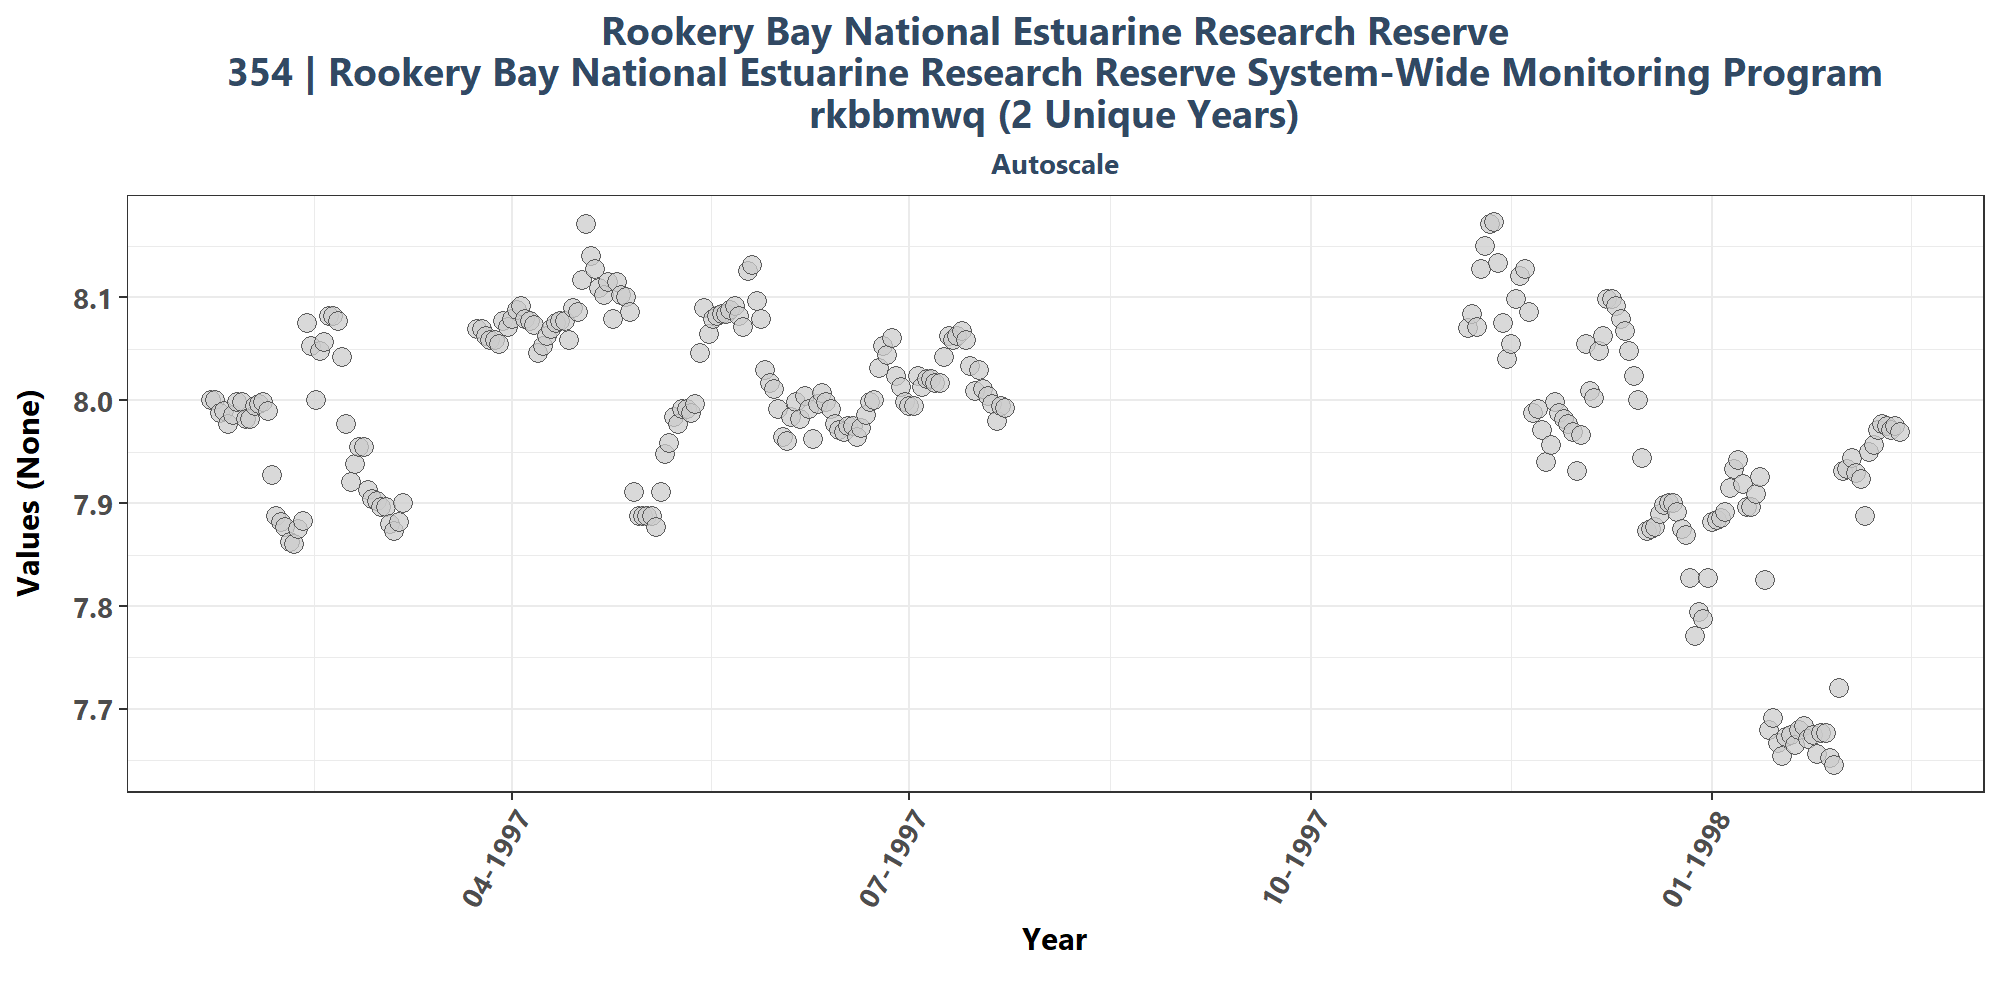 Rookery Bay National Estuarine Research Reserve
354 | Rookery Bay National Estuarine Research Reserve System-Wide Monitoring Program
rkbbmwq (2 Unique Years)
Autoscale
Values (None)
8.1
8.0
7.9
7.8
7.7
04-1997
07-1997
10-1997
01-1998
Year